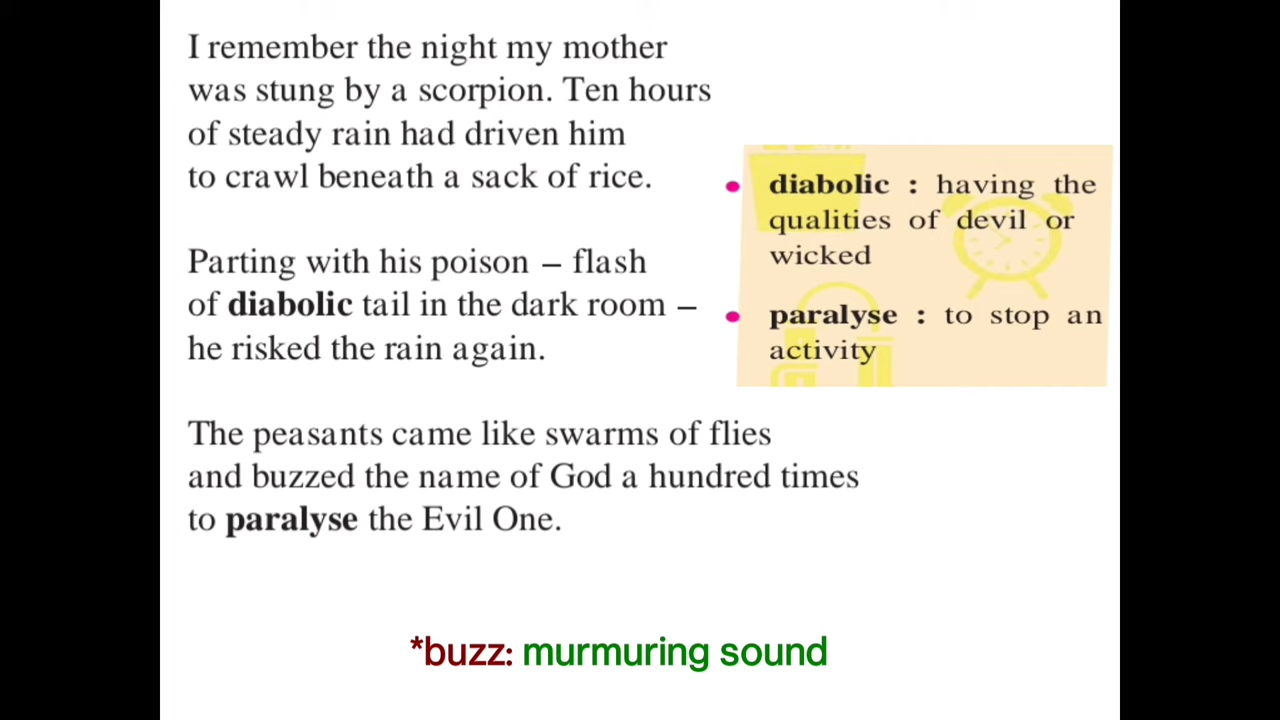 I remember the night my mother
was stung by a scorpion. Ten hours
of steady rain had driven him
to crawl beneath a sack of rice.
Parting with his poison – flash
of diabolic tail in the dark room –
he risked the rain again.
The peasants came like swarms of flies
and buzzed the name of God a hundred times
to paralyse the Evil One.
• diabolic : having the
qualities of devil or
wicked
• paralyse : to stop an
activity
*buzz: murmuring sound